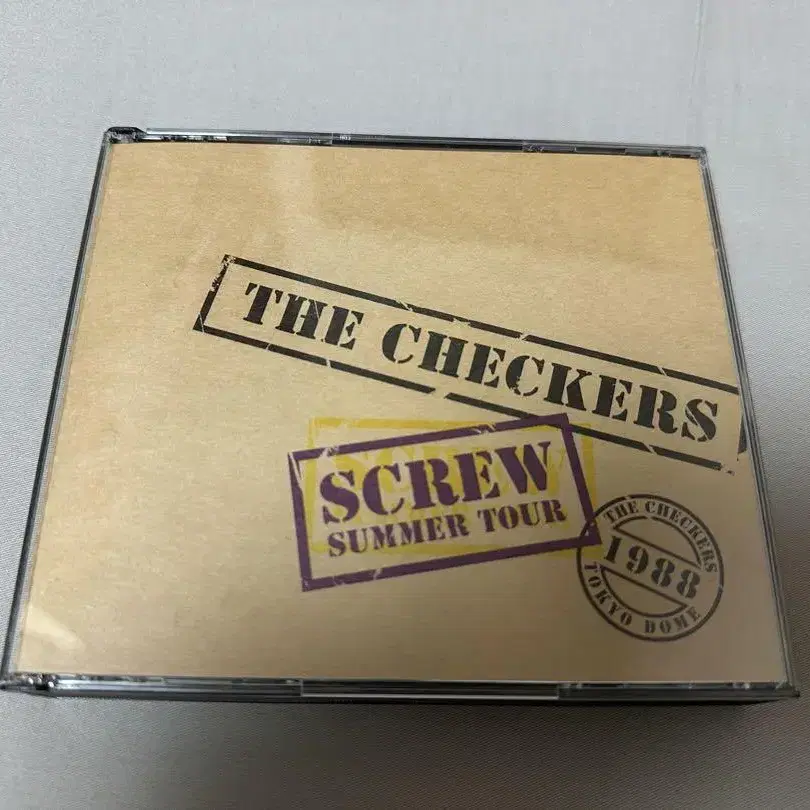 THE CHECKERS
SCREW
SUMMER TOUR
THE CHECKERS
1988
TOKYO DOME